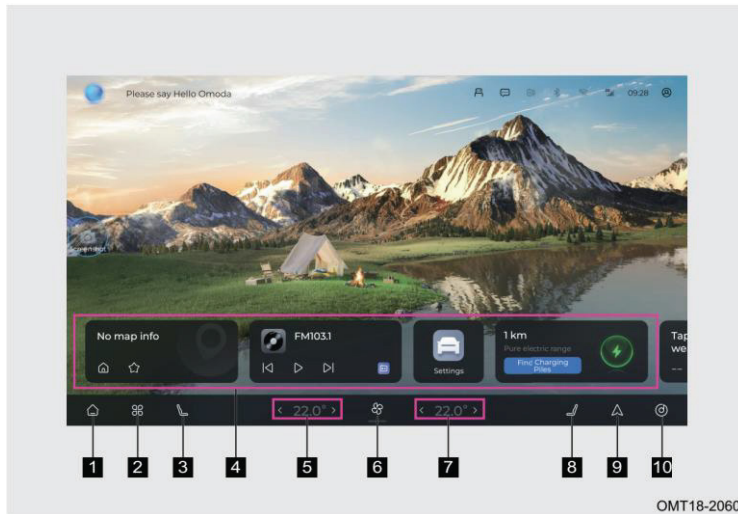 Please say Hello Omoda
09:28
Screenshot
No map info
FM103.1
Settings
1 km
Pure electric range
Find Charging
Piles
Tap
we
--
22.0°
22.0°
1 2 3 4 5 6 7 8 9 10
OMT18-2060